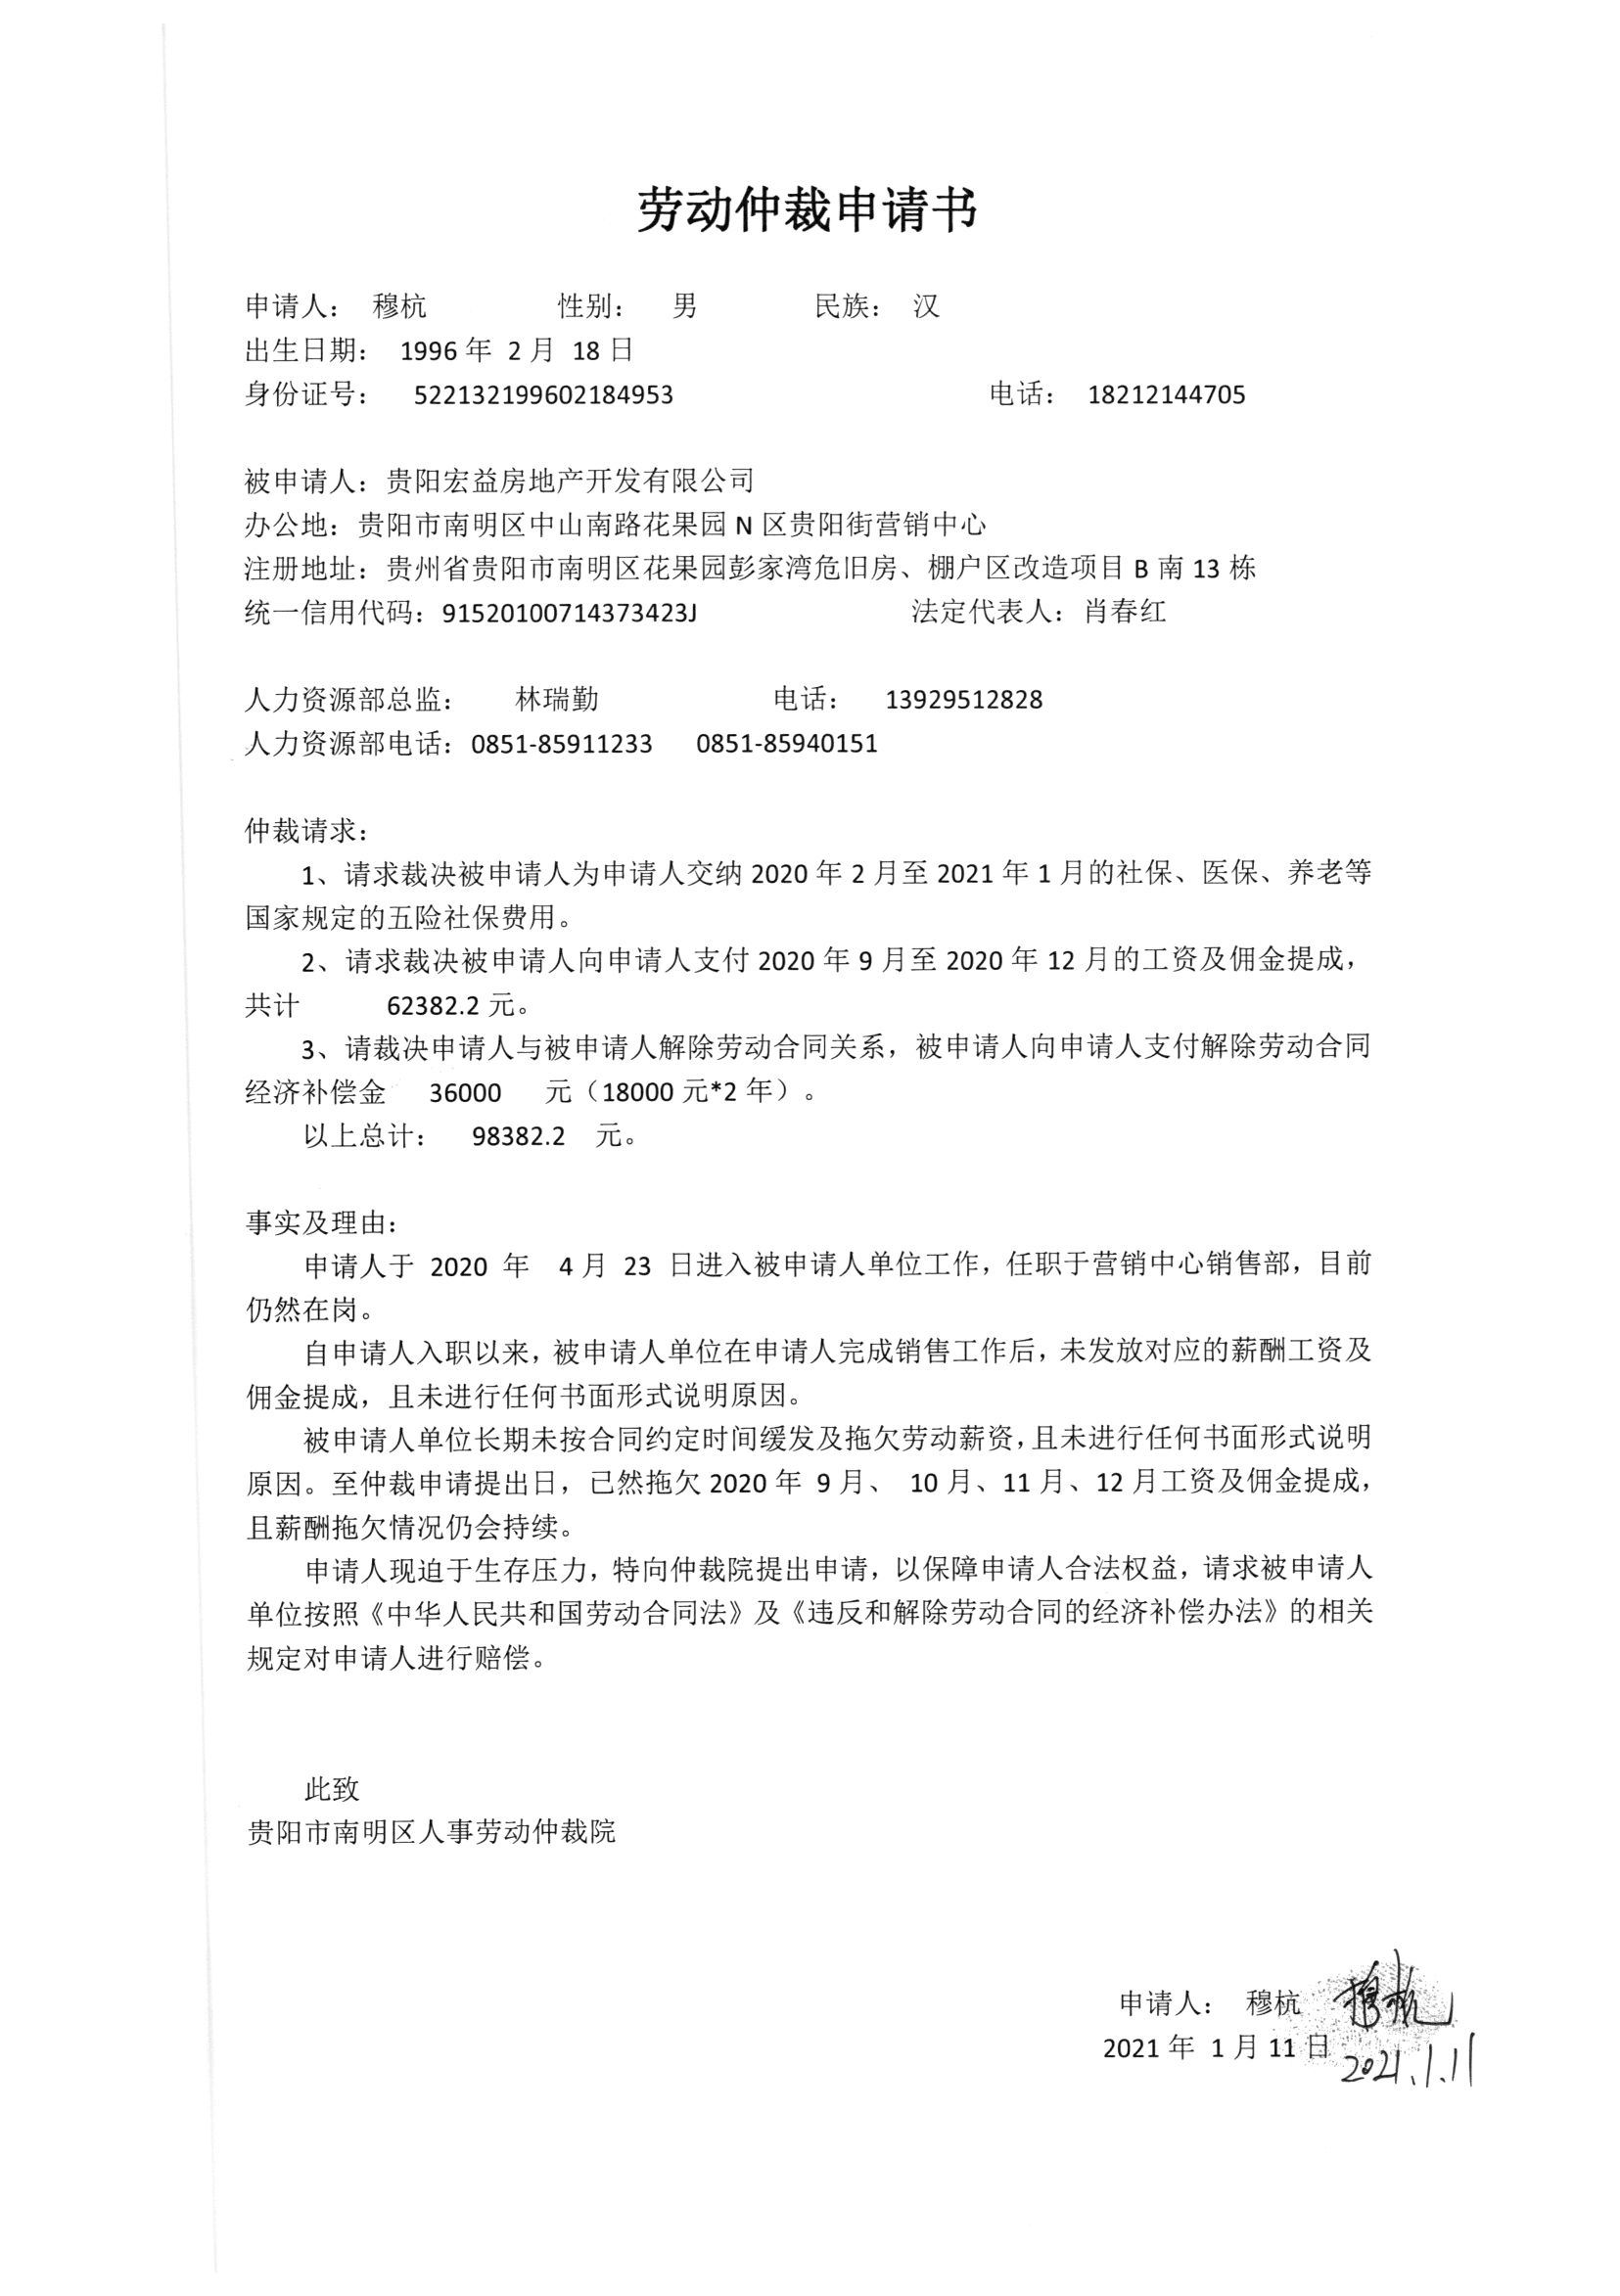 劳动仲裁申请书
申请人： 穆杭 性别： 男 民族： 汉
出生日期： 1996 年 2 月 18 日
身份证号： 522132199602184953 电话： 18212144705
被申请人：贵阳宏益房地产开发有限公司
办公地：贵阳市南明区中山南路花果园 N 区贵阳街营销中心
注册地址：贵州省贵阳市南明区花果园彭家湾危旧房、棚户区改造项目 B 南 13 栋
统一信用代码：91520100714373423J 法定代表人：肖春红
人力资源部总监： 林瑞勤 电话： 13929512828
人力资源部电话：0851-85911233 0851-85940151
仲裁请求：
1、请求裁决被申请人为申请人交纳 2020 年 2 月至 2021 年 1 月的社保、医保、养老等
国家规定的五险社保费用。
2、请求裁决被申请人向申请人支付 2020 年 9 月至 2020 年 12 月的工资及佣金提成，
共计 62382.2 元。
3、请裁决申请人与被申请人解除劳动合同关系，被申请人向申请人支付解除劳动合同
经济补偿金 36000 元（18000 元*2 年）。
以上总计： 98382.2 元。
事实及理由：
申请人于 2020 年 4 月 23 日进入被申请人单位工作，任职于营销中心销售部，目前
仍然在岗。
自申请人入职以来，被申请人单位在申请人完成销售工作后，未发放对应的薪酬工资及
佣金提成，且未进行任何书面形式说明原因。
被申请人单位长期未按合同约定时间缓发及拖欠劳动薪资，且未进行任何书面形式说明
原因。至仲裁申请提出日，已然拖欠 2020 年 9 月、 10 月、11 月、12 月工资及佣金提成，
且薪酬拖欠情况仍会持续。
申请人现迫于生存压力，特向仲裁院提出申请，以保障申请人合法权益，请求被申请人
单位按照《中华人民共和国劳动合同法》及《违反和解除劳动合同的经济补偿办法》的相关
规定对申请人进行赔偿。
此致
贵阳市南明区人事劳动仲裁院
申请人： 穆杭 穆杭
2021 年 1 月 11 日 2021.1.11